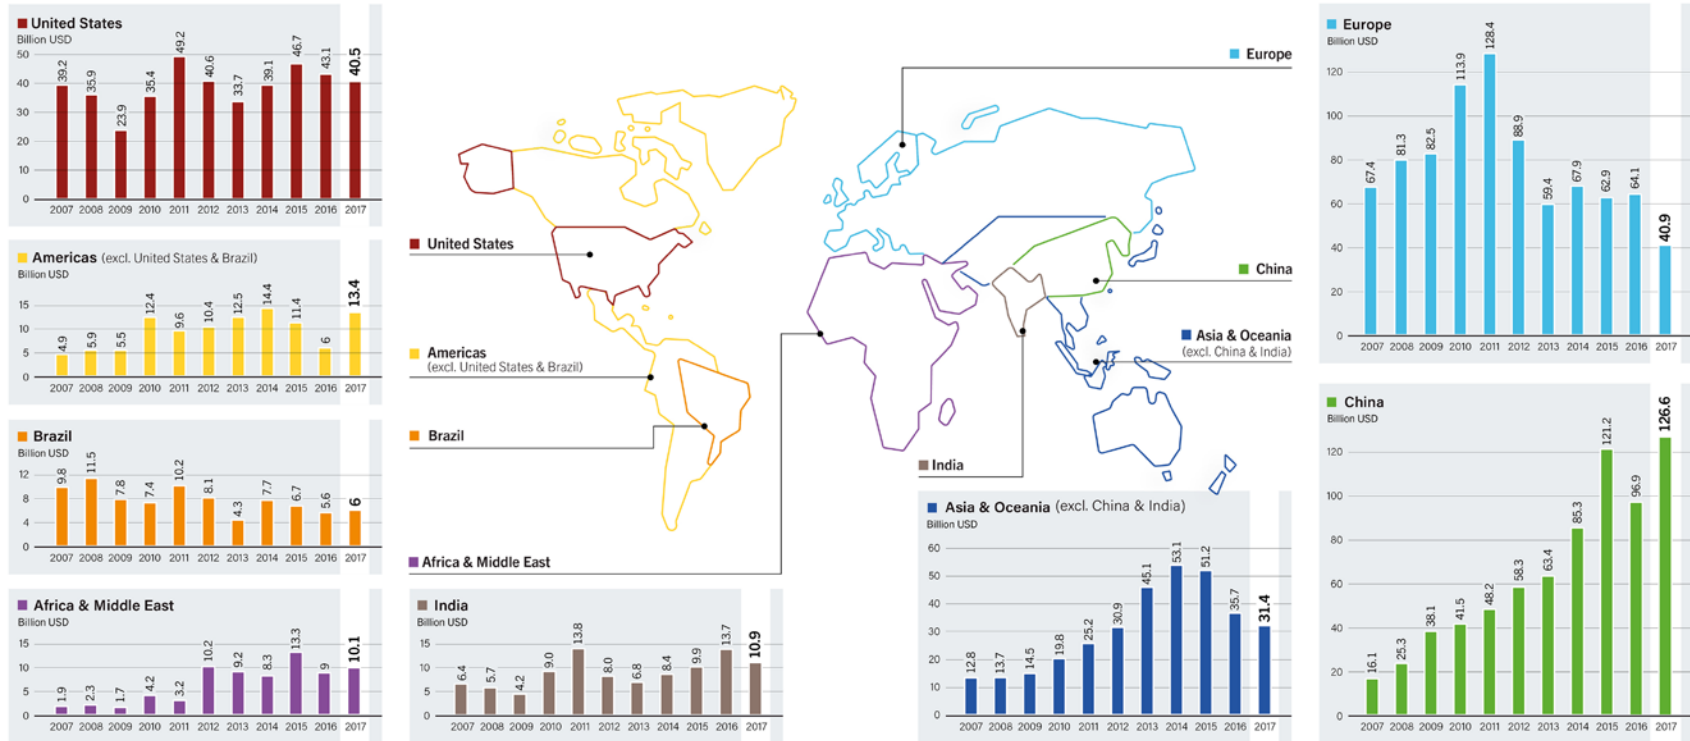 United States
Billion USD
50
40
30
20
10
0
39.2 35.9 23.9 35.4 49.2 40.6 33.7 39.1 46.7 43.1 40.5
2007 2008 2009 2010 2011 2012 2013 2014 2015 2016 2017
Americas (excl. United States & Brazil)
Billion USD
15
10
5
0
4.9 5.9 5.5 12.4 9.6 10.4 12.5 14.4 11.4 6 13.4
2007 2008 2009 2010 2011 2012 2013 2014 2015 2016 2017
Brazil
Billion USD
12
8
4
0
9.8 11.5 7.8 7.4 10.2 8.1 4.3 7.7 6.7 5.6 6
2007 2008 2009 2010 2011 2012 2013 2014 2015 2016 2017
Africa & Middle East
Billion USD
15
10
5
0
1.9 2.3 1.7 4.2 3.2 10.2 9.2 8.3 13.3 9 10.1
2007 2008 2009 2010 2011 2012 2013 2014 2015 2016 2017
United States
Americas
(excl. United States & Brazil)
Brazil
Africa & Middle East
India
Billion USD
15
10
5
0
6.4 5.7 4.2 9.0 13.8 8.0 6.8 8.4 9.9 13.7 10.9
2007 2008 2009 2010 2011 2012 2013 2014 2015 2016 2017
Europe
China
Asia & Oceania
(excl. China & India)
India
Asia & Oceania (excl. China & India)
Billion USD
60
50
40
30
20
10
0
12.8 13.7 14.5 19.8 25.2 30.9 45.1 53.1 51.2 35.7 31.4
2007 2008 2009 2010 2011 2012 2013 2014 2015 2016 2017
Europe
Billion USD
120
100
80
60
40
20
0
67.4 81.3 82.5 113.9 128.4 88.9 59.4 67.9 62.9 64.1 40.9
2007 2008 2009 2010 2011 2012 2013 2014 2015 2016 2017
China
Billion USD
120
100
80
60
40
20
0
16.1 25.3 38.1 41.5 48.2 58.3 63.4 85.3 121.2 96.9 126.6
2007 2008 2009 2010 2011 2012 2013 2014 2015 2016 2017